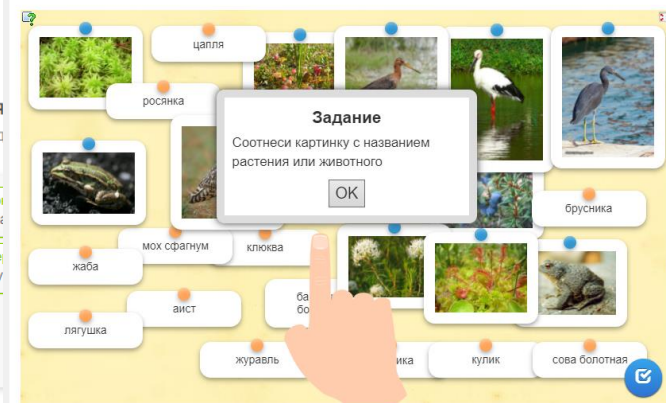 цапля
росянка
Задание
Соотнеси картинку с названием
растения или животного
OK
брусника
мох сфагнум
клюква
жаба
аист
лягушка
журавль
кулик
сова болотная